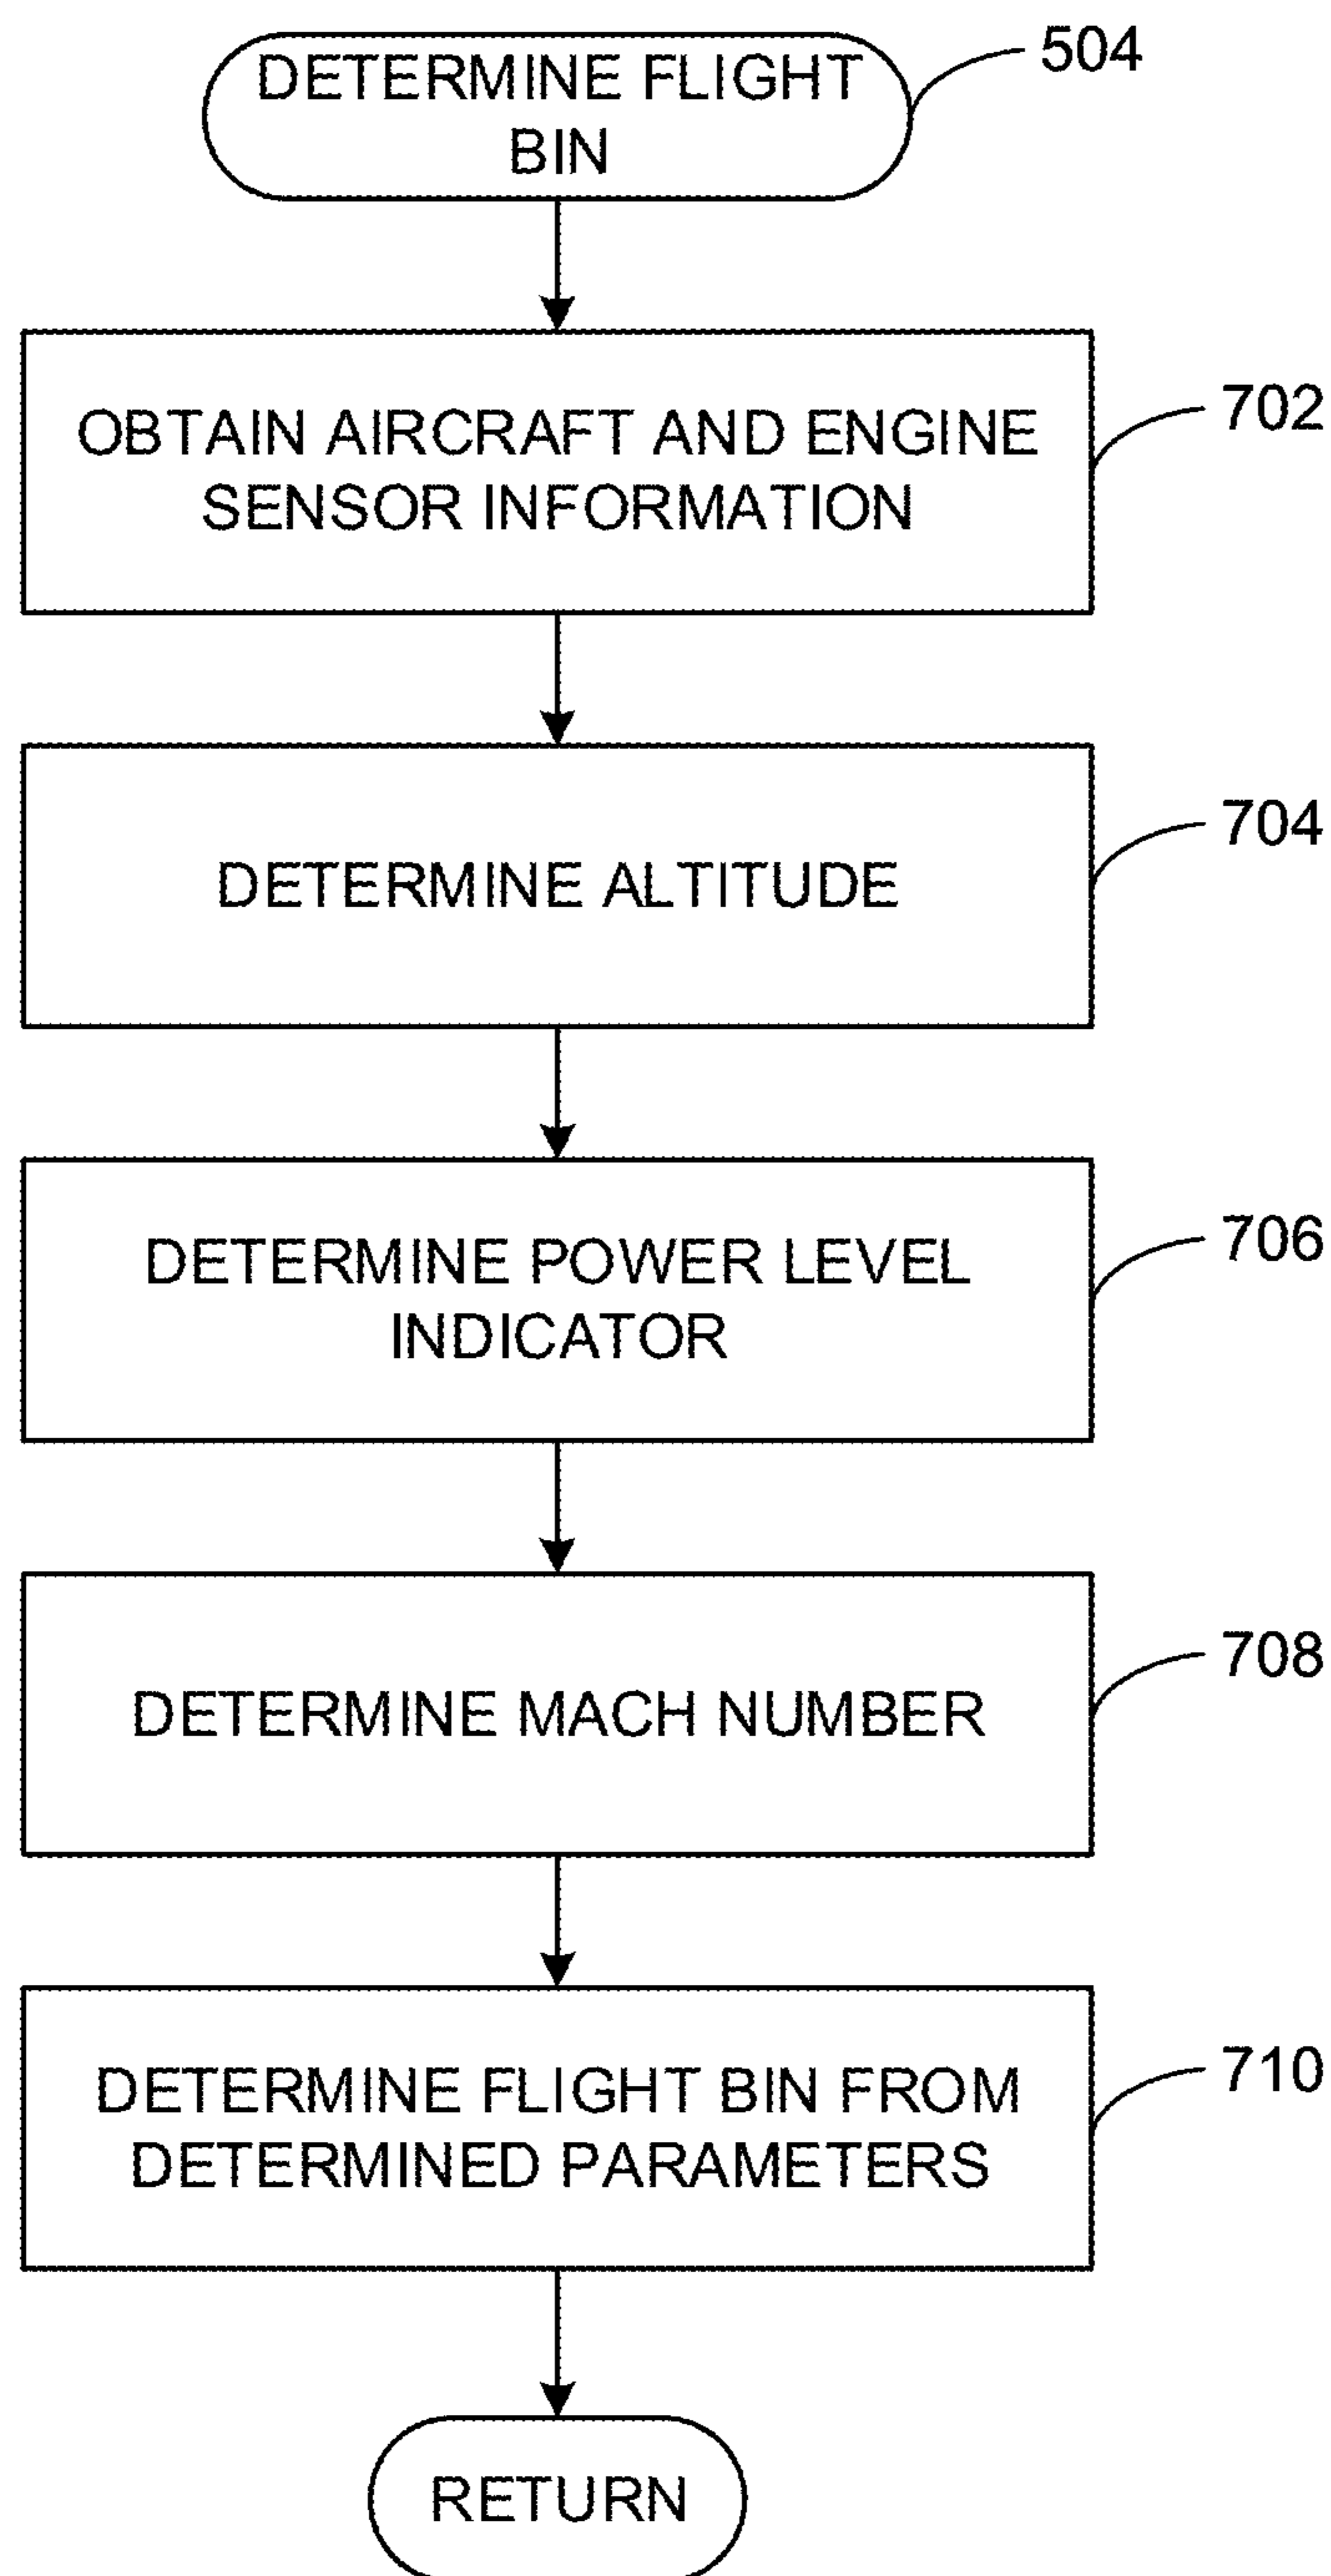 DETERMINE FLIGHT
BIN
504
OBTAIN AIRCRAFT AND ENGINE
SENSOR INFORMATION
702
DETERMINE ALTITUDE
704
DETERMINE POWER LEVEL
INDICATOR
706
DETERMINE MACH NUMBER
708
DETERMINE FLIGHT BIN FROM
DETERMINED PARAMETERS
710
RETURN